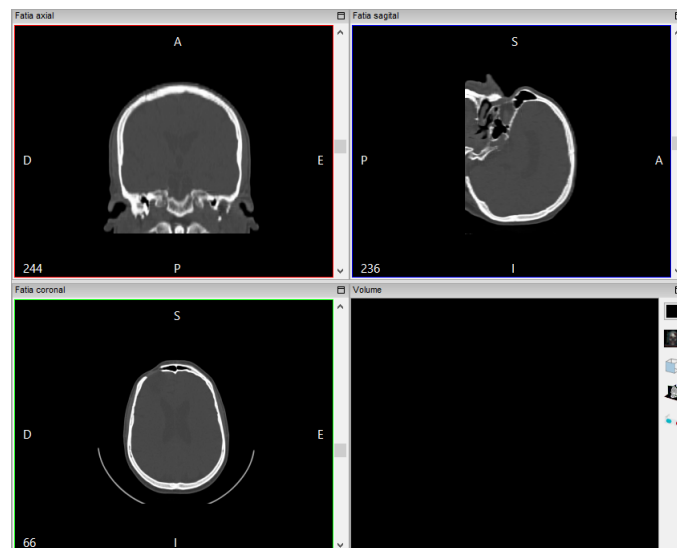 Fatia axial
A
D
E
244
P
Fatia sagital
S
P
A
236
I
Fatia coronal
S
D
E
66
I
Volume